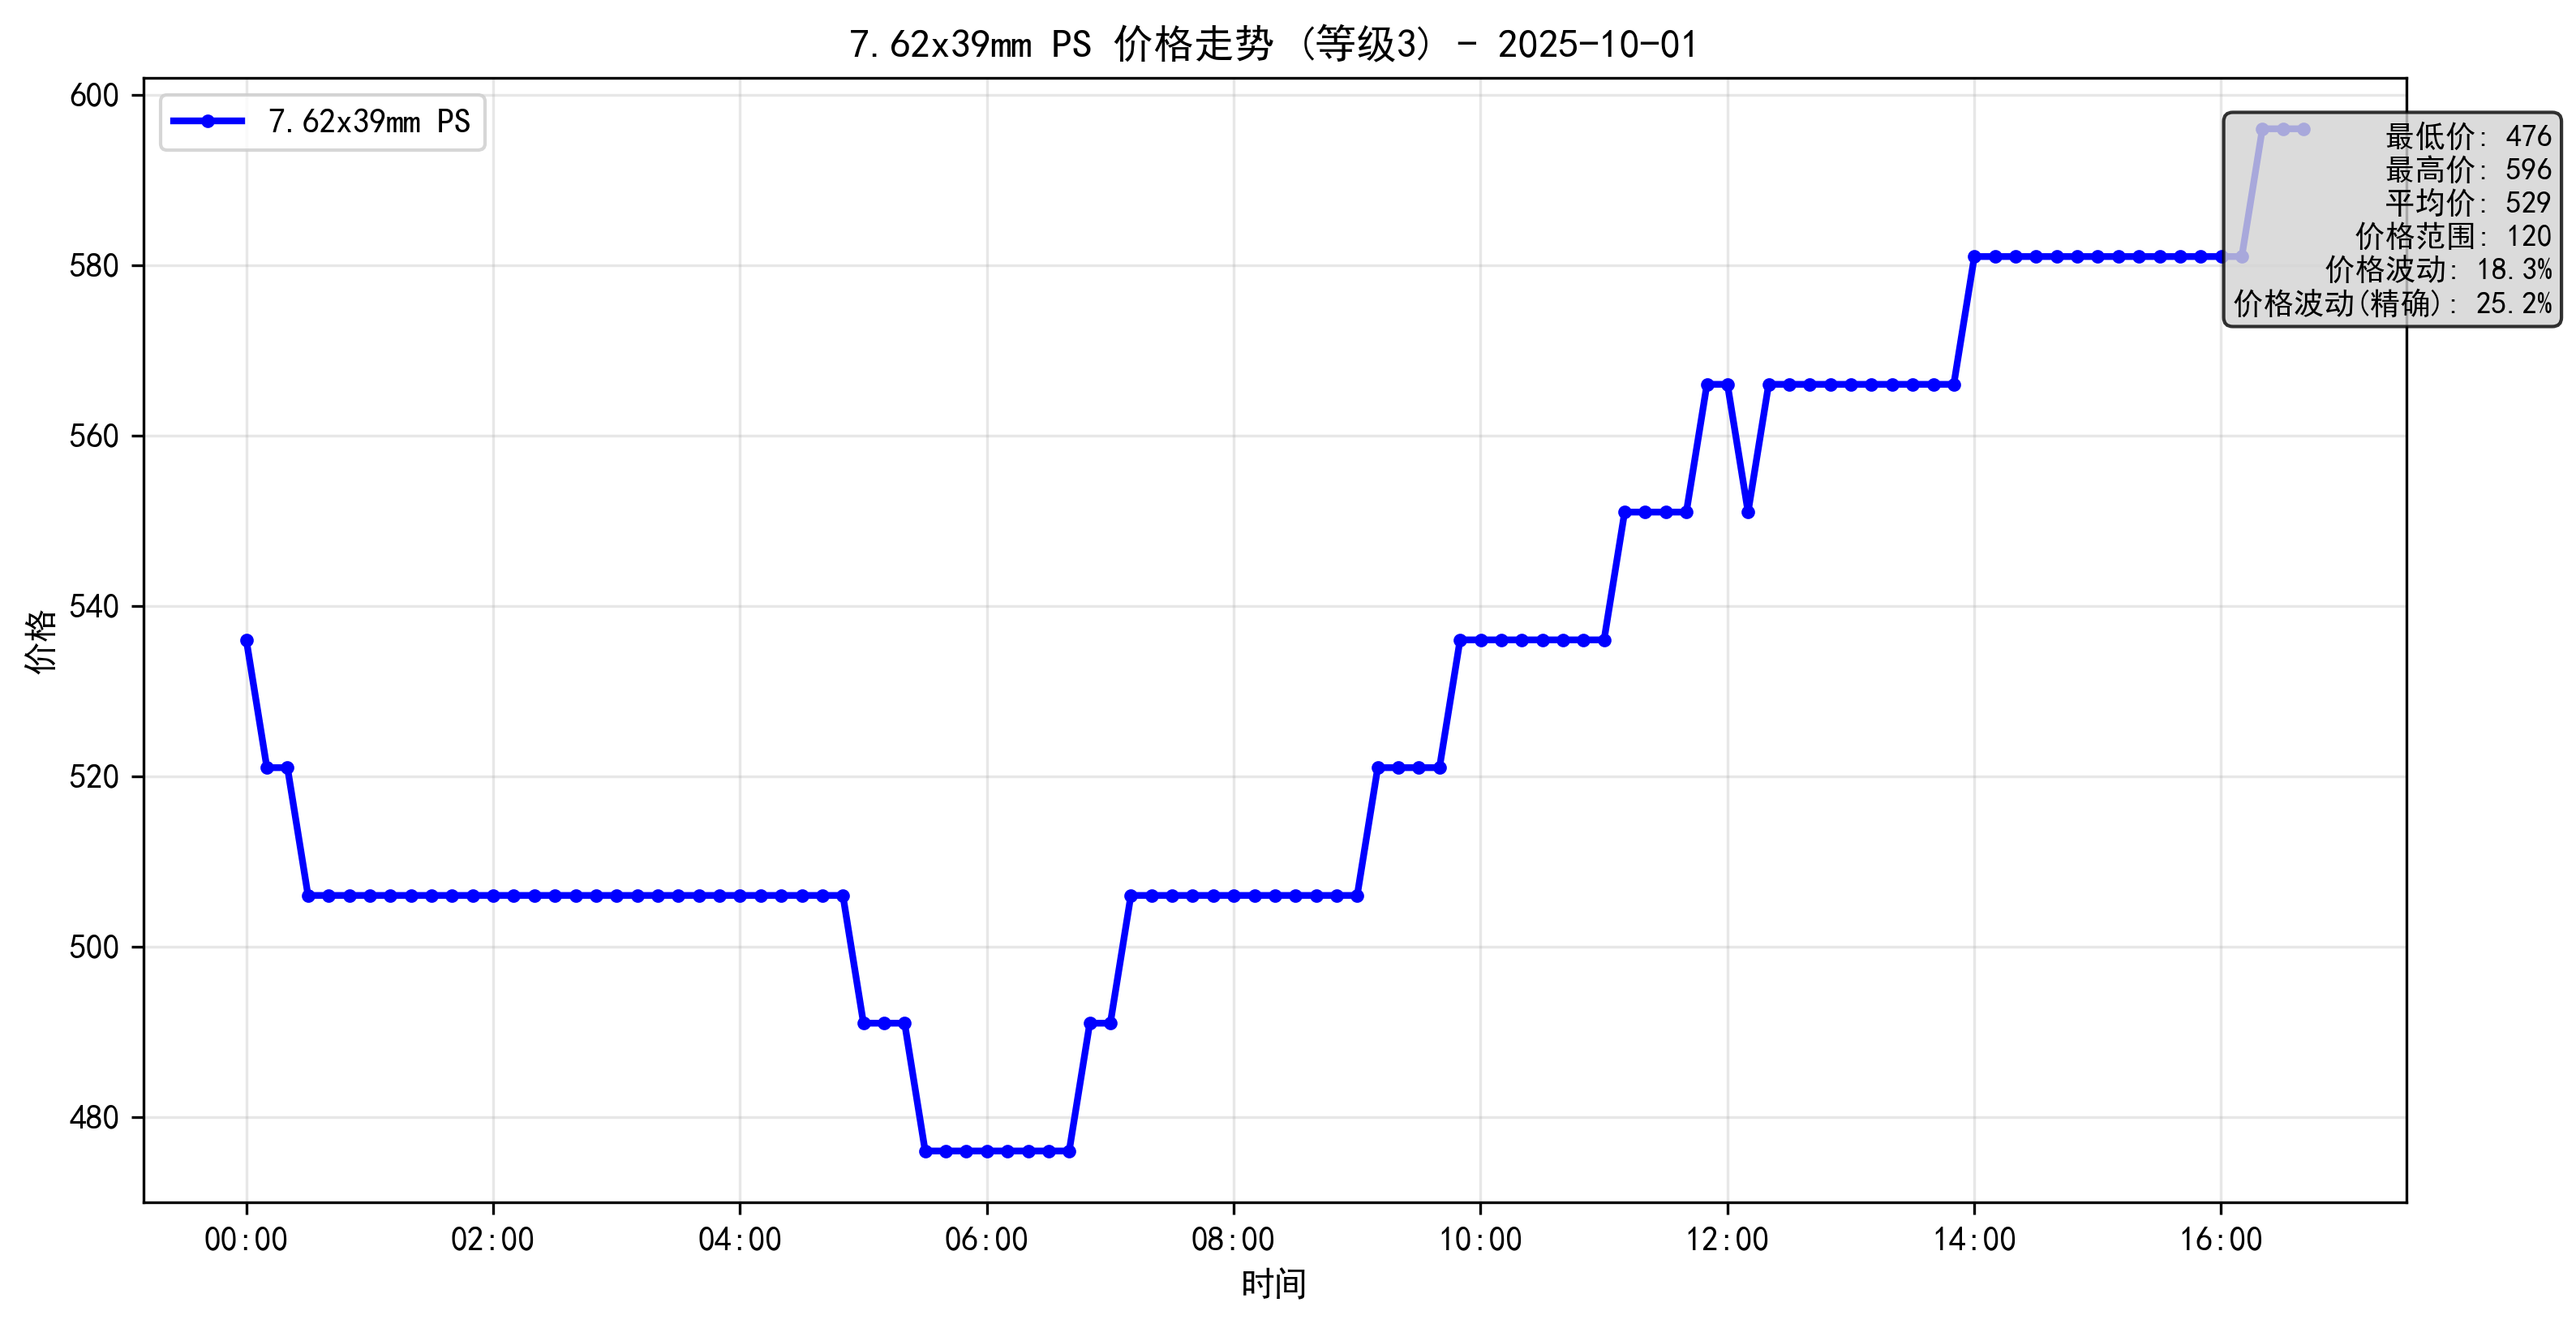 7.62x39mm PS 价格走势 (等级3) - 2025-10-01
7.62x39mm PS
最低价: 476
最高价: 596
平均价: 529
价格范围: 120
价格波动: 18.3%
价格波动(精确): 25.2%
价格
600
580
560
540
520
500
480
00:00 02:00 04:00 06:00 08:00 10:00 12:00 14:00 16:00
时间